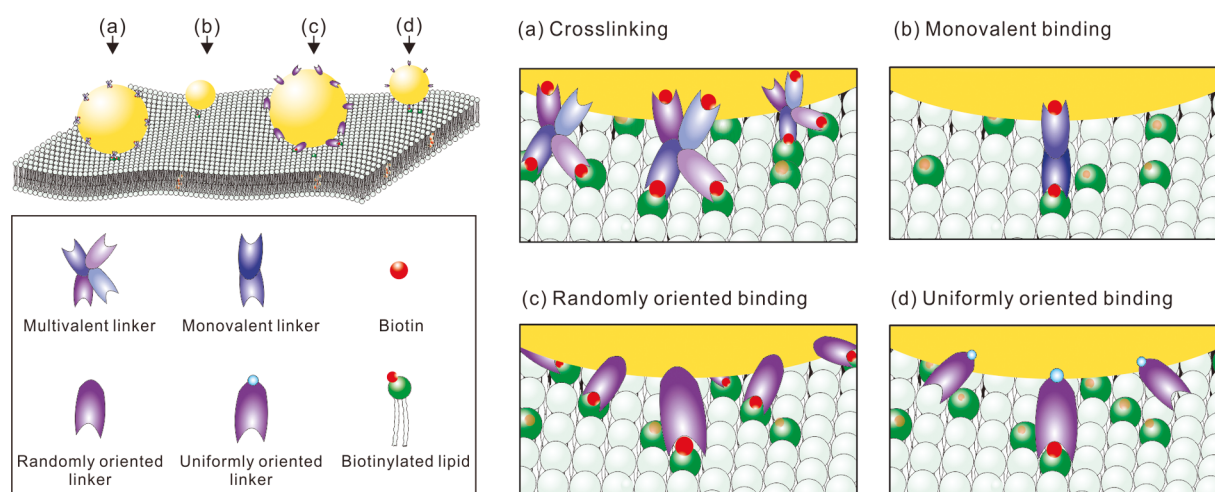 (a)
(b)
(c)
(d)
Multivalent linker
Monovalent linker
Biotin
Randomly oriented
linker
Uniformly oriented
linker
Biotinylated lipid
(a) Crosslinking
(b) Monovalent binding
(c) Randomly oriented binding
(d) Uniformly oriented binding